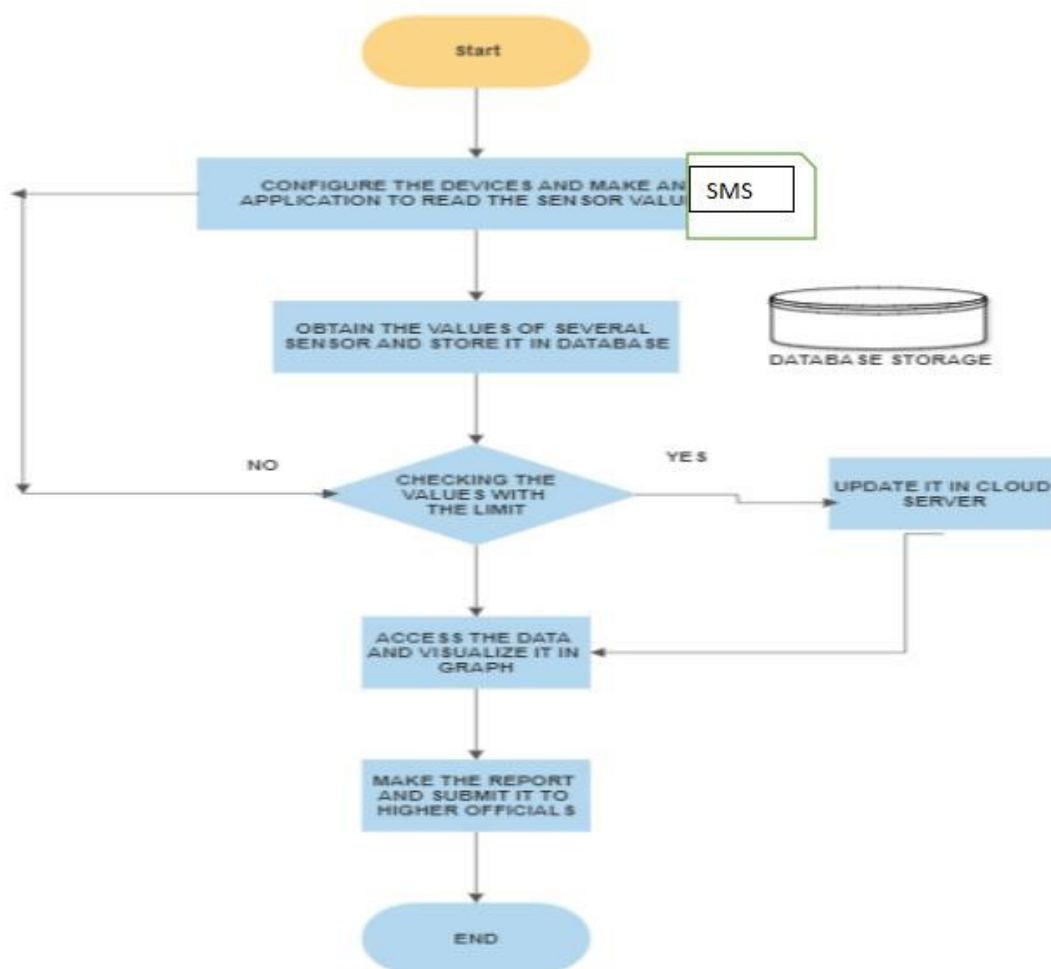 Start
CONFIGURE THE DEVICES AND MAKE AN
APPLICATION TO READ THE SENSOR
SMS
OBTAIN THE VALUES OF SEVERAL
SENSOR AND STORE IT IN DATABASE
DATABASE STORAGE
NO
CHECKING THE
VALUES WITH
THE LIMIT
YES
UPDATE IT IN CLOUD
SERVER
ACCESS THE DATA
AND VISUALIZE IT IN
GRAPH
MAKE THE REPORT
AND SUBMIT IT TO
HIGHER OFFICIALS
END